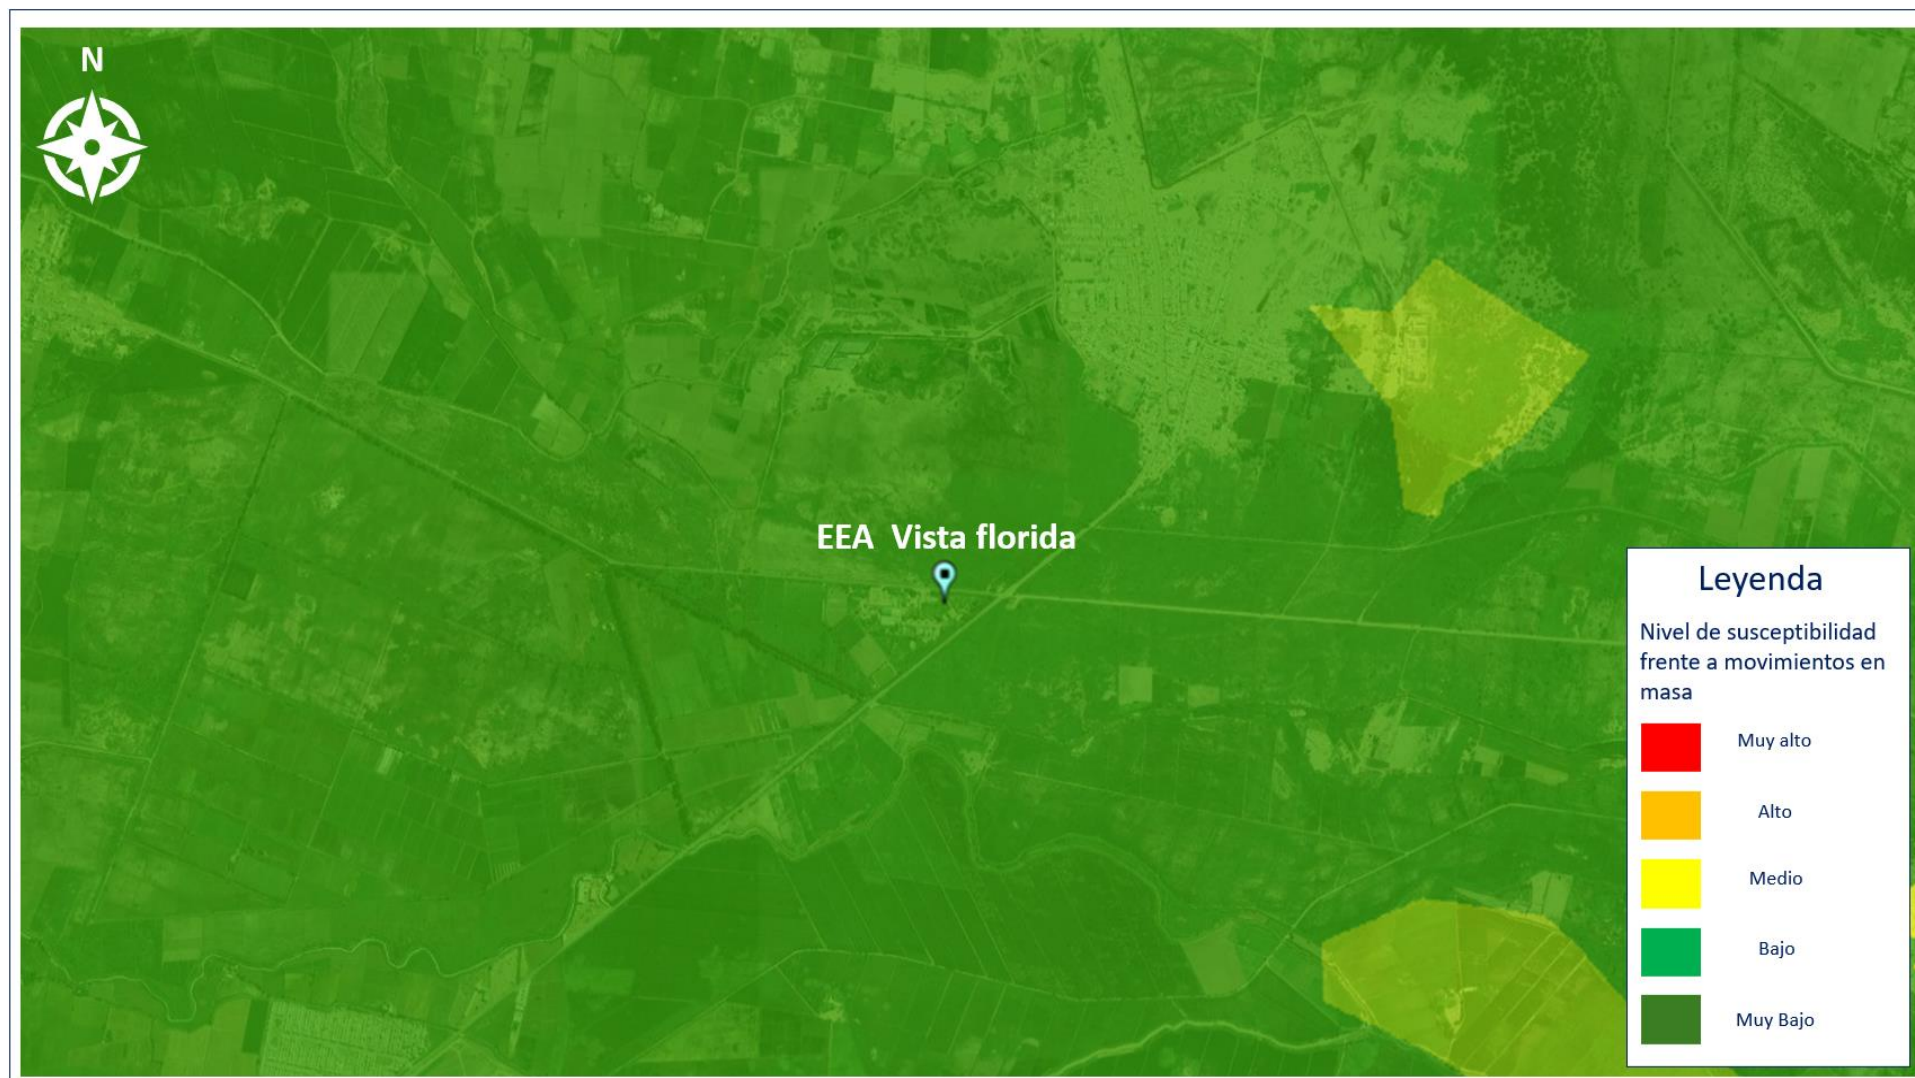 N
EEA Vista florida
Leyenda
Nivel de susceptibilidad
frente a movimientos en
masa
Muy alto
Alto
Medio
Bajo
Muy Bajo